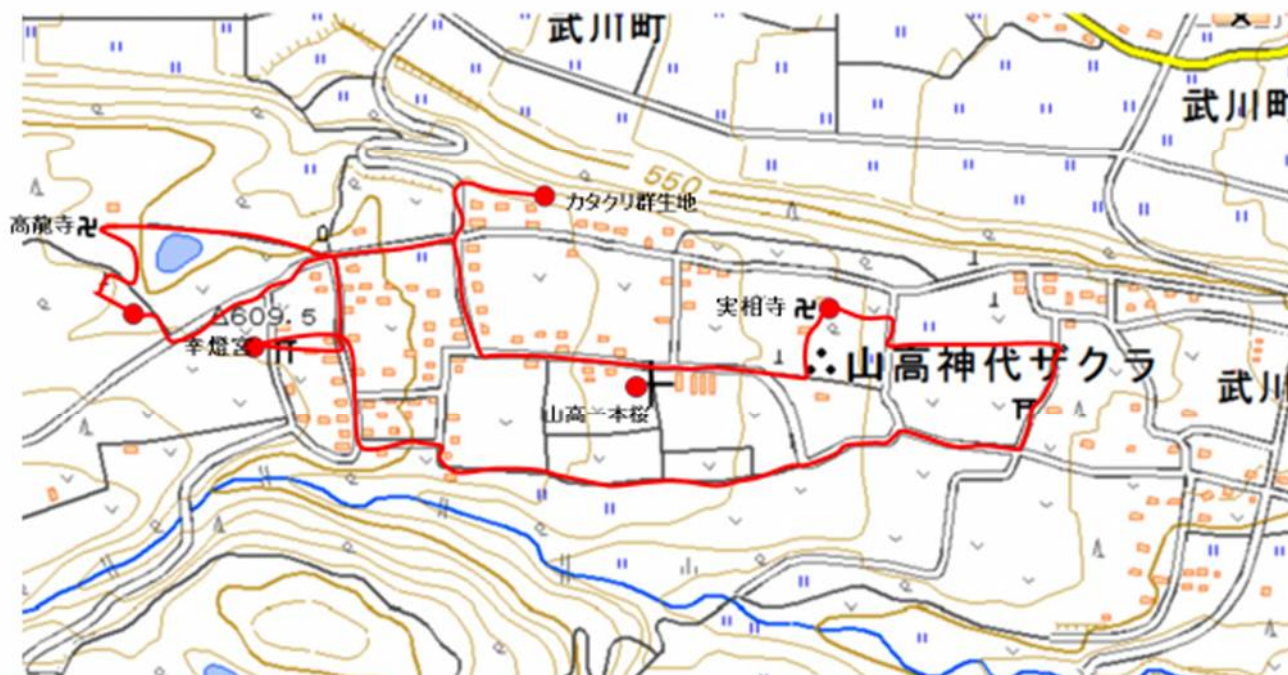 武川町
武川町
カタクリ群生地
550
高龍寺
実相寺
△609.5
幸燈宮
山高神代ザクラ
武川
山高一本桜